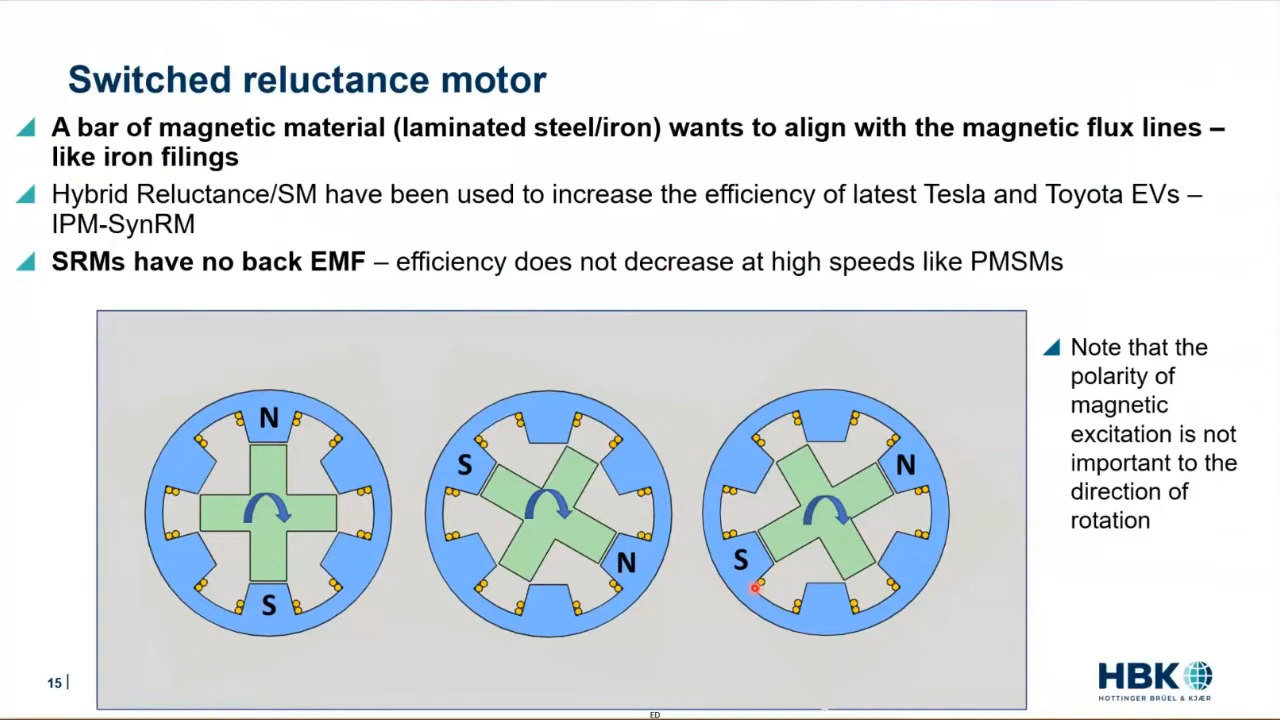 Switched reluctance motor
A bar of magnetic material (laminated steel/iron) wants to align with the magnetic flux lines –
like iron filings
Hybrid Reluctance/SM have been used to increase the efficiency of latest Tesla and Toyota EVs –
IPM-SynRM
SRMs have no back EMF – efficiency does not decrease at high speeds like PMSMs
N
S
S
N
N
S
Note that the
polarity of
magnetic
excitation is not
important to the
direction of
rotation
15
HBK
HOTTINGER BRÜEL & KJÆR
ED